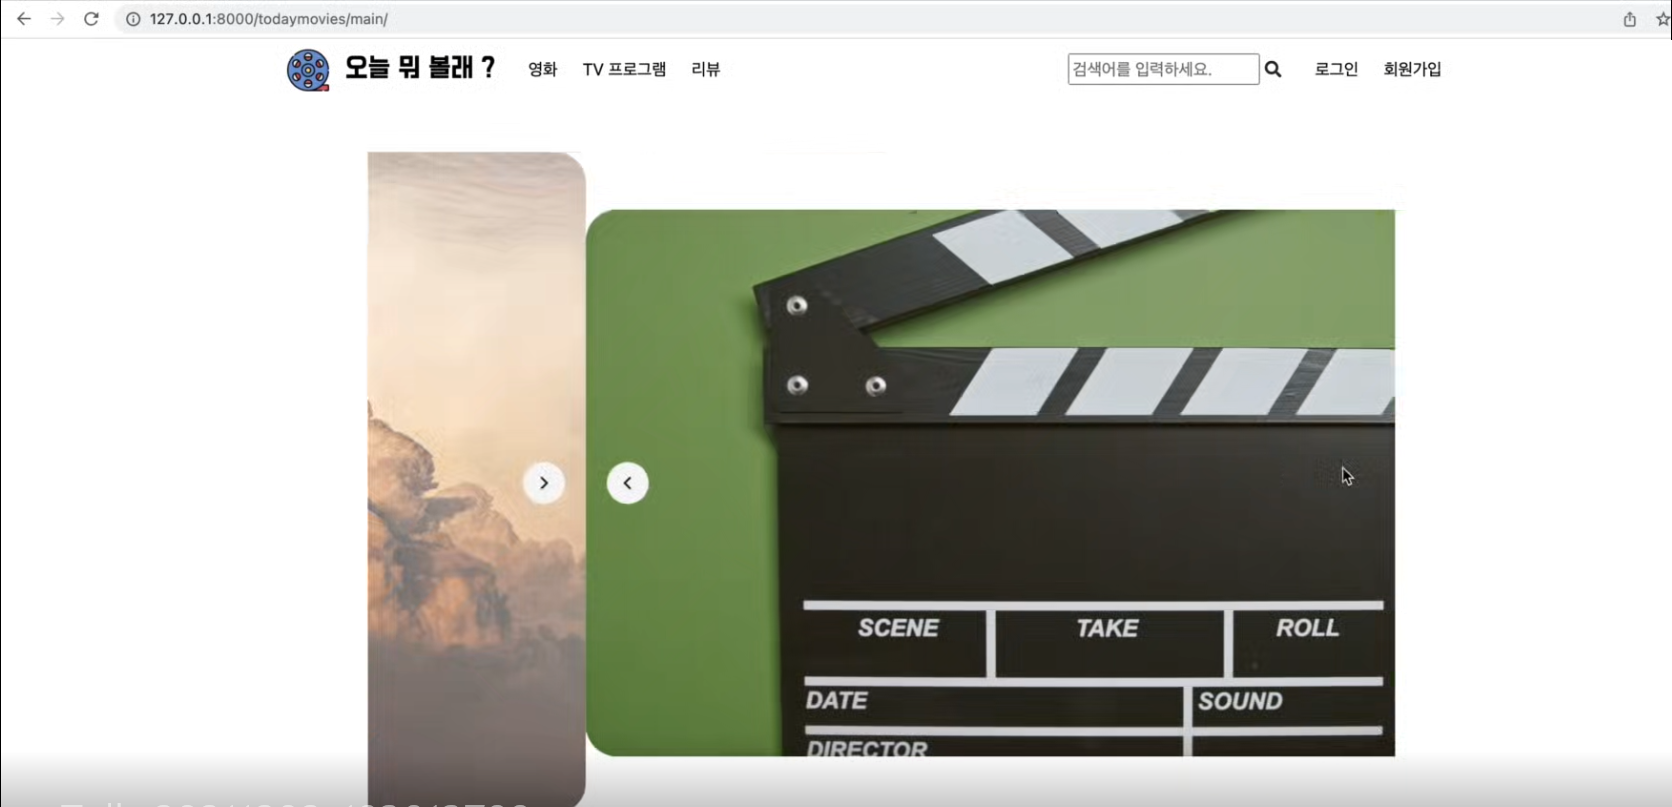 127.0.0.1:8000/todaymovies/main/
오늘 뭐 볼래 ? 영화 TV 프로그램 리뷰 검색어를 입력하세요. 로그인 회원가입
SCENE TAKE ROLL
DATE SOUND
DIRECTOR